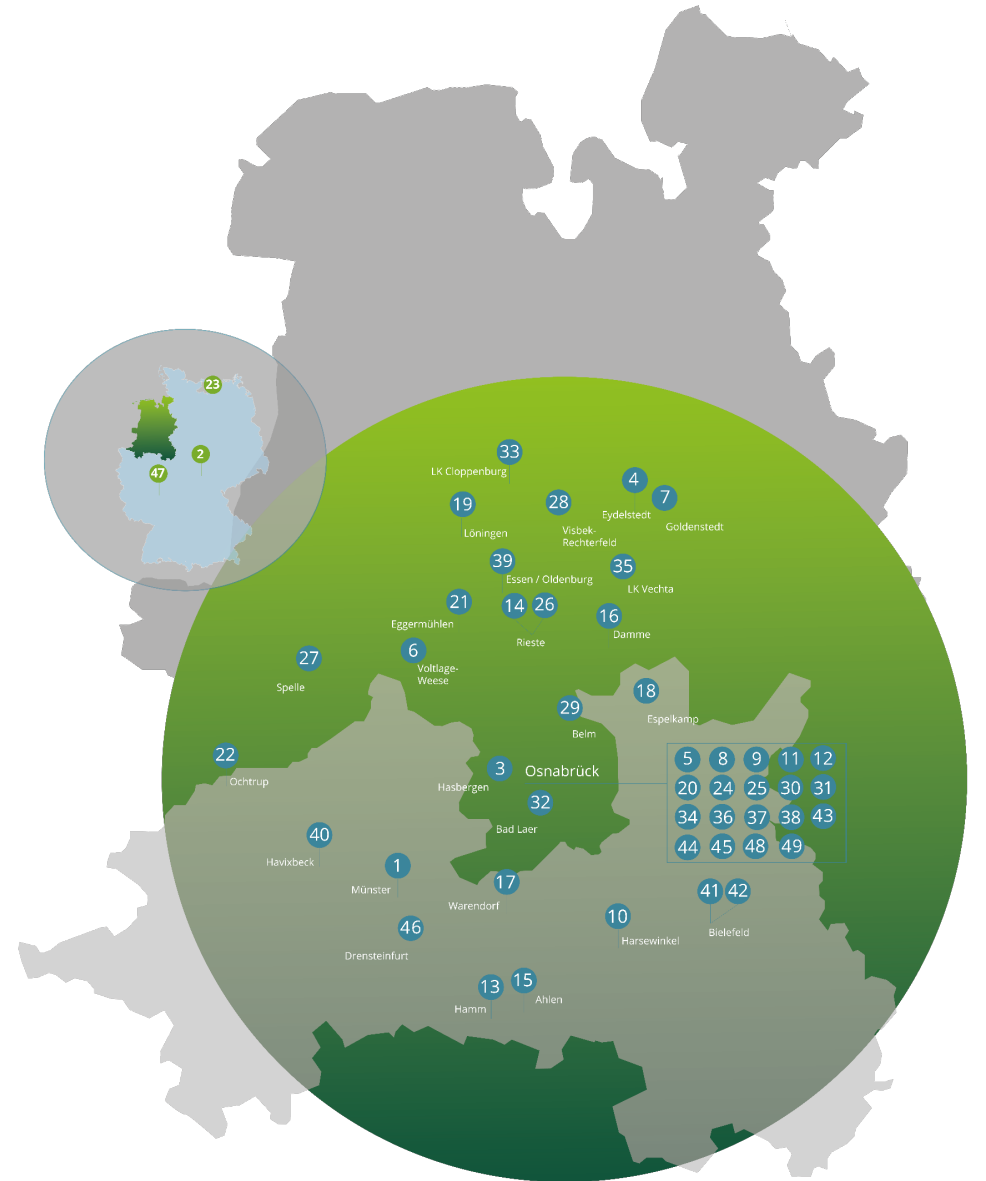 23
2
47
33
LK Cloppenburg
4
7
Eydelstedt
Goldenstedt
19
Löningen
28
Visbek-
Rechterfeld
39
Essen / Oldenburg
35
LK Vechta
21
Eggermühlen
14 26
Rieste
16
Damme
6
Voltlage-
Weese
27
Spelle
18
Espelkamp
29
Belm
22
Ochtrup
3
Hasbergen
Osnabrück
32
Bad Laer
5 8 9 11 12
20 24 25 30 31
34 36 37 38 43
44 45 48 49
40
Havixbeck
1
Münster
17
Warendorf
41 42
Bielefeld
10
Harsewinkel
46
Drensteinfurt
13
Hamm
15
Ahlen